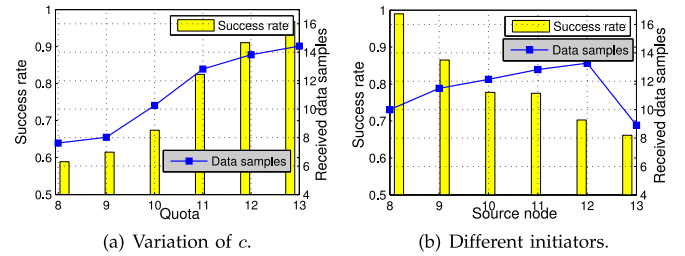 Success rate
Data samples
Success rate
Received data samples
1
0.9
0.8
0.7
0.6
0.5
16
14
12
10
8
6
4
8 9 10 11 12 13
Quota
(a) Variation of c.
Success rate
Data samples
Success rate
Received data samples
1
0.9
0.8
0.7
0.6
0.5
16
14
12
10
8
6
4
8 9 10 11 12 13
Source node
(b) Different initiators.